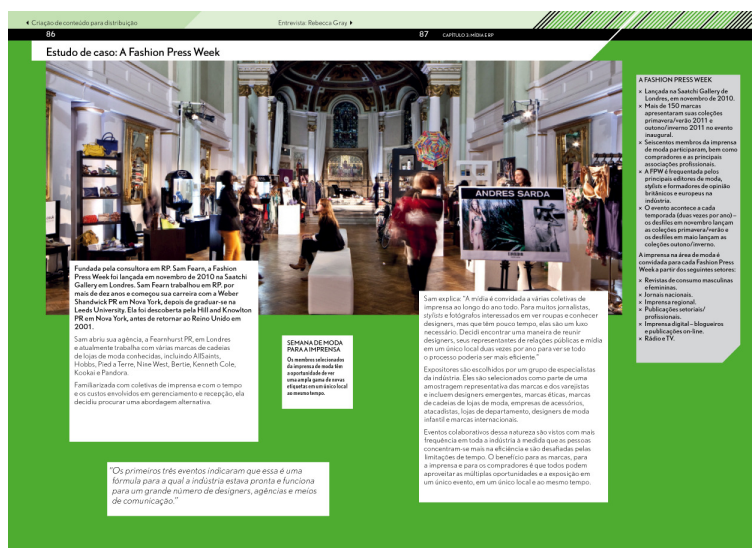 Criação de conteúdo para distribuição
Entrevista: Rebecca Gray
86
87 CAPÍTULO 3: MÍDIA E RP
Estudo de caso: A Fashion Press Week
ANDRES SARDA
Fundada pela consultora em RP. Sam Fearn, a Fashion
Press Week foi lançada em novembro de 2010 na Saatchi
Gallery em Londres. Sam Fearn trabalhou em RP. por
mais de dez anos e começou sua carreira com a Weber
Shandwick PR em Nova York, depois de graduar-se na
Leeds University. Ela foi descoberta pela Hill and Knowlton
PR em Nova York, antes de retornar ao Reino Unido em
2001.
Sam abriu sua agência, a Fearnhurst PR, em Londres
e atualmente trabalha com várias marcas de cadeias
de lojas de moda conhecidas, incluindo AllSaints,
Hobbs, Pied a Terre, Nine West, Bertie, Kenneth Cole,
Kookai e Pandora.
Familiarizada com coletivas de imprensa e com o tempo
e os custos envolvidos em gerenciamento e recepção, ela
decidiu procurar uma abordagem alternativa.
SEMANA DE MODA
PARA A IMPRENSA
Os membros selecionados
da imprensa de moda têm
a oportunidade de ver
uma ampla gama de novas
etiquetas em um único local
ao mesmo tempo.
"Os primeiros três eventos indicaram que essa é uma
fórmula para a qual a indústria estava pronta e funciona
para um grande número de designers, agências e meios
de comunicação."
Sam explica: "A mídia é convidada a várias coletivas de
imprensa ao longo do ano todo. Para muitos jornalistas,
stylists e fotógrafos interessados em ver roupas e conhecer
designers, mas que têm pouco tempo, elas são um luxo
necessário. Decidi encontrar uma maneira de reunir
designers, seus representantes de relações públicas e mídia
em um único local duas vezes por ano para ver se todo
o processo poderia ser mais eficiente."
Expositores são escolhidos por um grupo de especialistas
da indústria. Eles são selecionados como parte de uma
amostragem representativa das marcas e dos varejistas
e incluem designers emergentes, marcas éticas, marcas
de cadeias de lojas de moda, empresas de acessórios,
atacadistas, lojas de departamento, designers de moda
infantil e marcas internacionais.
Eventos colaborativos dessa natureza são vistos com mais
frequência em toda a indústria à medida que as pessoas
concentram-se mais na eficiência e são desafiadas pelas
limitações de tempo. O benefício para as marcas, para
a imprensa e para os compradores é que todos podem
aproveitar as múltiplas oportunidades e a exposição em
um único evento, em um único local e ao mesmo tempo.
A FASHION PRESS WEEK
× Lançada na Saatchi Gallery de
Londres, em novembro de 2010.
× Mais de 150 marcas
apresentaram suas coleções
primavera/verão 2011 e
outono/inverno 2011 no evento
inaugural.
× Seiscentos membros da imprensa
de moda participaram, bem como
compradores e as principais
associações profissionais.
× A FPW é frequentada pelos
principais editores de moda,
stylists e formadores de opinião
britânicos e europeus na
indústria.
× O evento acontece a cada
temporada (duas vezes por ano) –
os desfiles em novembro lançam
as coleções primavera/verão e
os desfiles em maio lançam as
coleções outono/inverno.
A imprensa na área de moda é
convidada para cada Fashion Press
Week a partir dos seguintes setores:
× Revistas de consumo masculinas
e femininas.
× Jornais nacionais.
× Imprensa regional.
× Publicações setoriais/
profissionais.
× Imprensa digital – blogueiros
e publicações on-line.
× Rádio e TV.